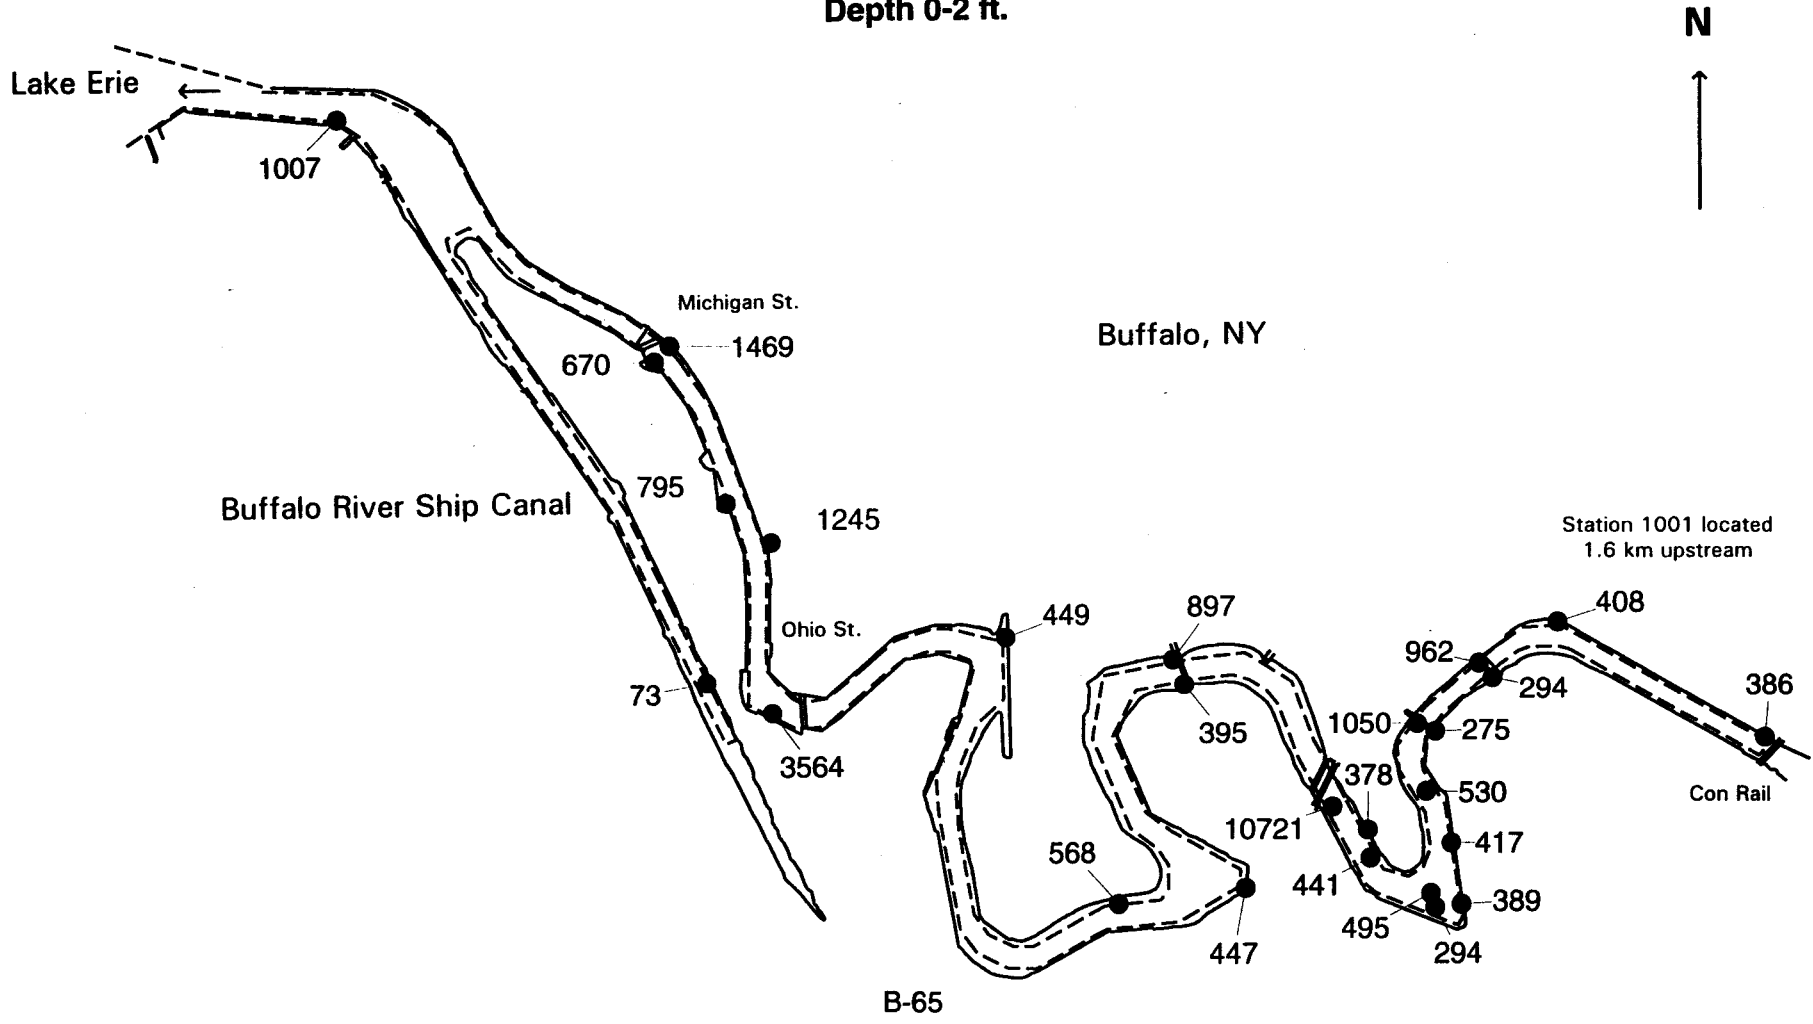 Depth 0-2 ft.
N
Lake Erie
1007
Michigan St.
1469
670
Buffalo, NY
795
Buffalo River Ship Canal
1245
Station 1001 located
1.6 km upstream
408
897
449
Ohio St.
962
294
386
73
395
1050
275
3564
378
530
Con Rail
10721
417
568
441
389
495
447
294
B-65